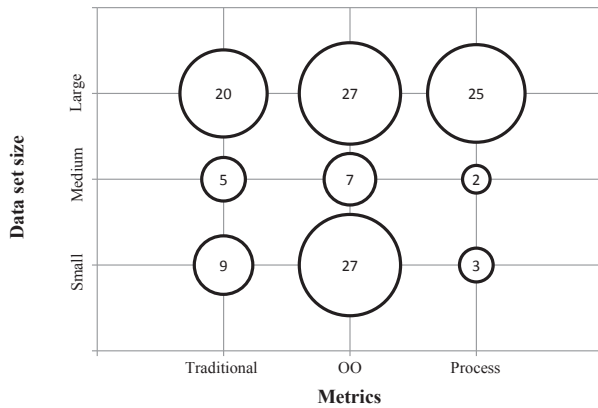 Data set size
Large
Medium
Small
20
27
25
5
7
2
9
27
3
Traditional
OO
Process
Metrics